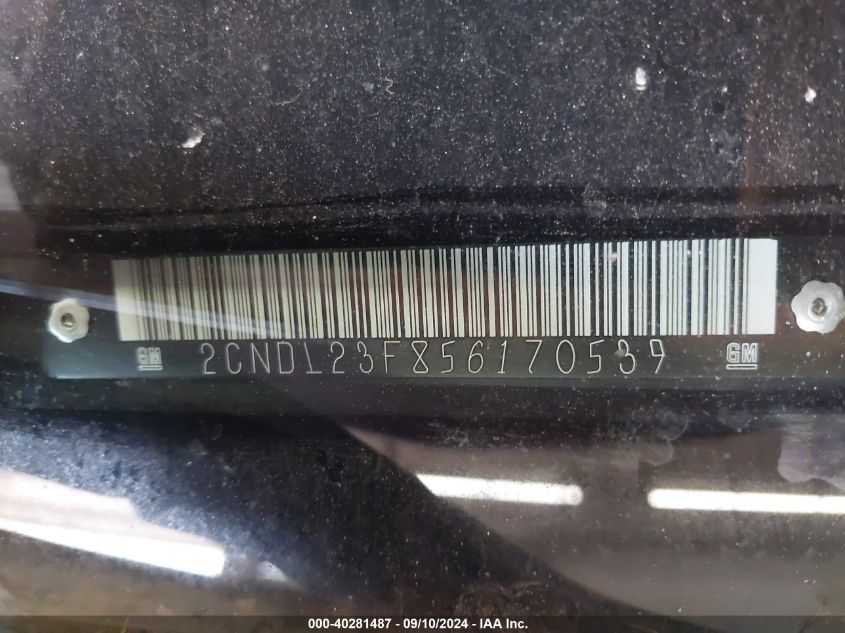 GM 2CNDL23F856170539 GM
000-40281487 - 09/10/2024 - IAA Inc.